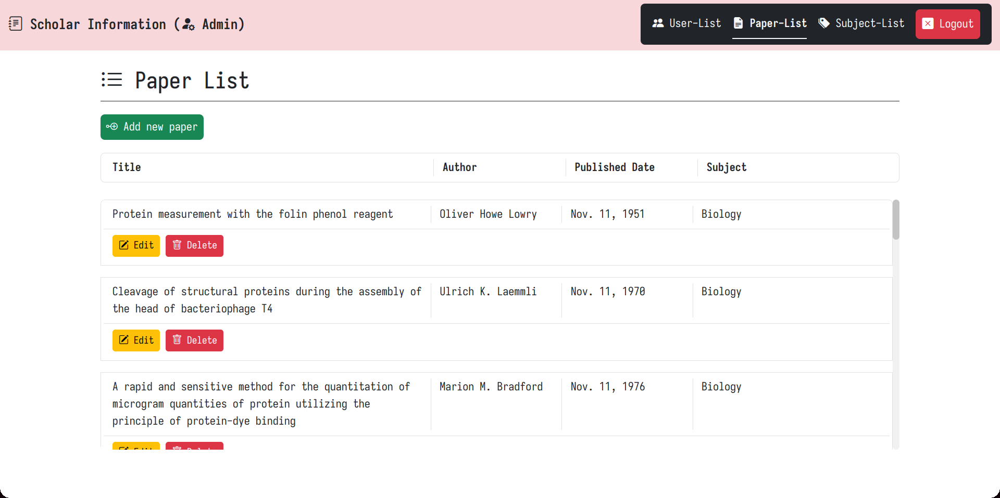 Scholar Information ( Admin)
User-List Paper-List Subject-List Logout
Paper List
Add new paper
Title Author Published Date Subject
Protein measurement with the folin phenol reagent Oliver Howe Lowry Nov. 11, 1951 Biology
Edit Delete
Cleavage of structural proteins during the assembly of Ulrich K. Laemmli Nov. 11, 1970 Biology
the head of bacteriophage T4
Edit Delete
A rapid and sensitive method for the quantitation of Marion M. Bradford Nov. 11, 1976 Biology
microgram quantities of protein utilizing the
principle of protein-dye binding
Edit Delete